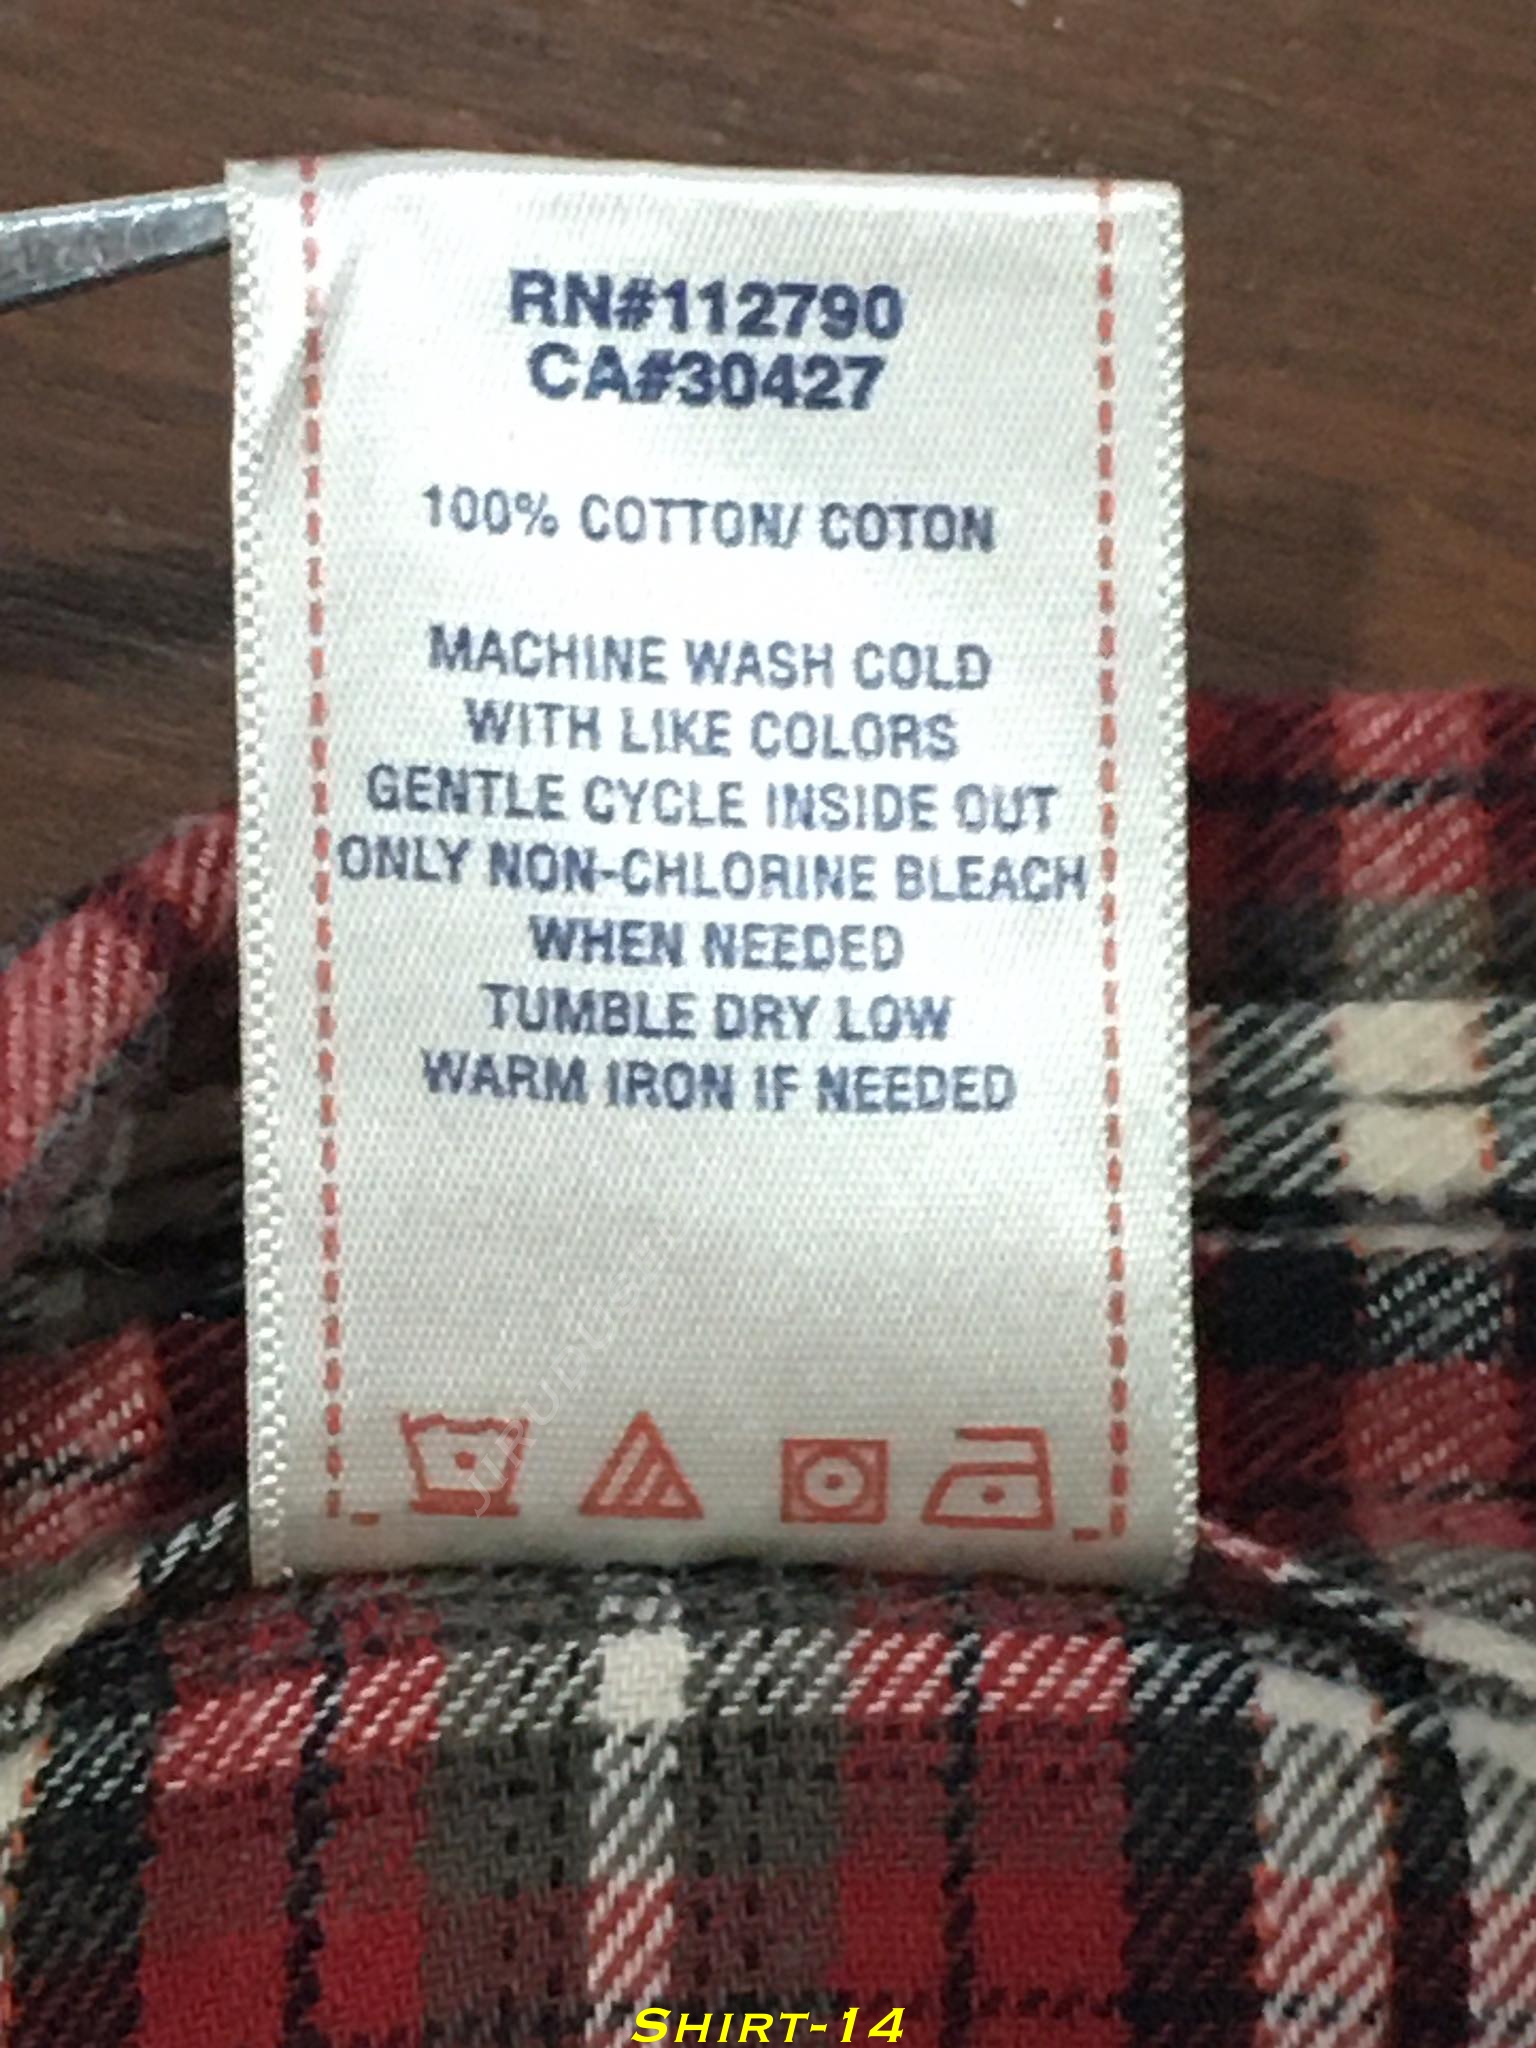 RN#112790
CA#30427
100% COTTON/ COTON
MACHINE WASH COLD
WITH LIKE COLORS
GENTLE CYCLE INSIDE OUT
ONLY NON-CHLORINE BLEACH
WHEN NEEDED
TUMBLE DRY LOW
WARM IRON IF NEEDED
SHIRT-14